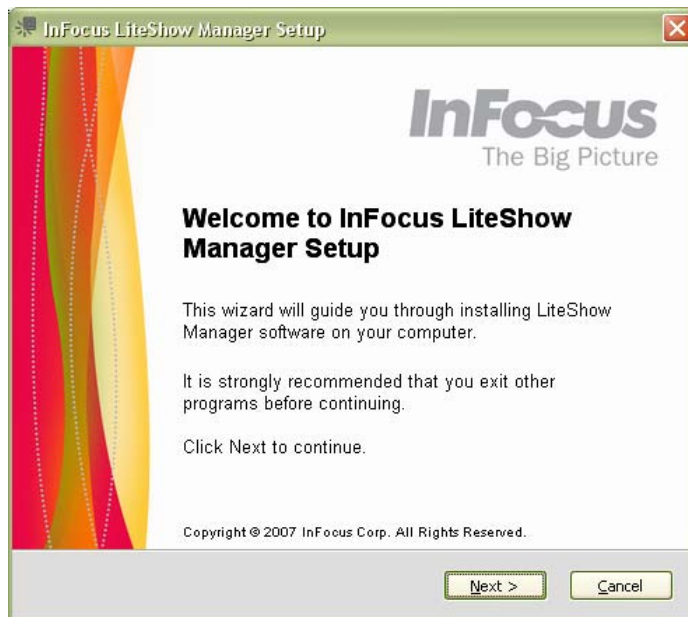 InFocus LiteShow Manager Setup
InFocus
The Big Picture
Welcome to InFocus LiteShow
Manager Setup
This wizard will guide you through installing LiteShow
Manager software on your computer.
It is strongly recommended that you exit other
programs before continuing.
Click Next to continue.
Copyright © 2007 InFocus Corp. All Rights Reserved.
Next >
Cancel